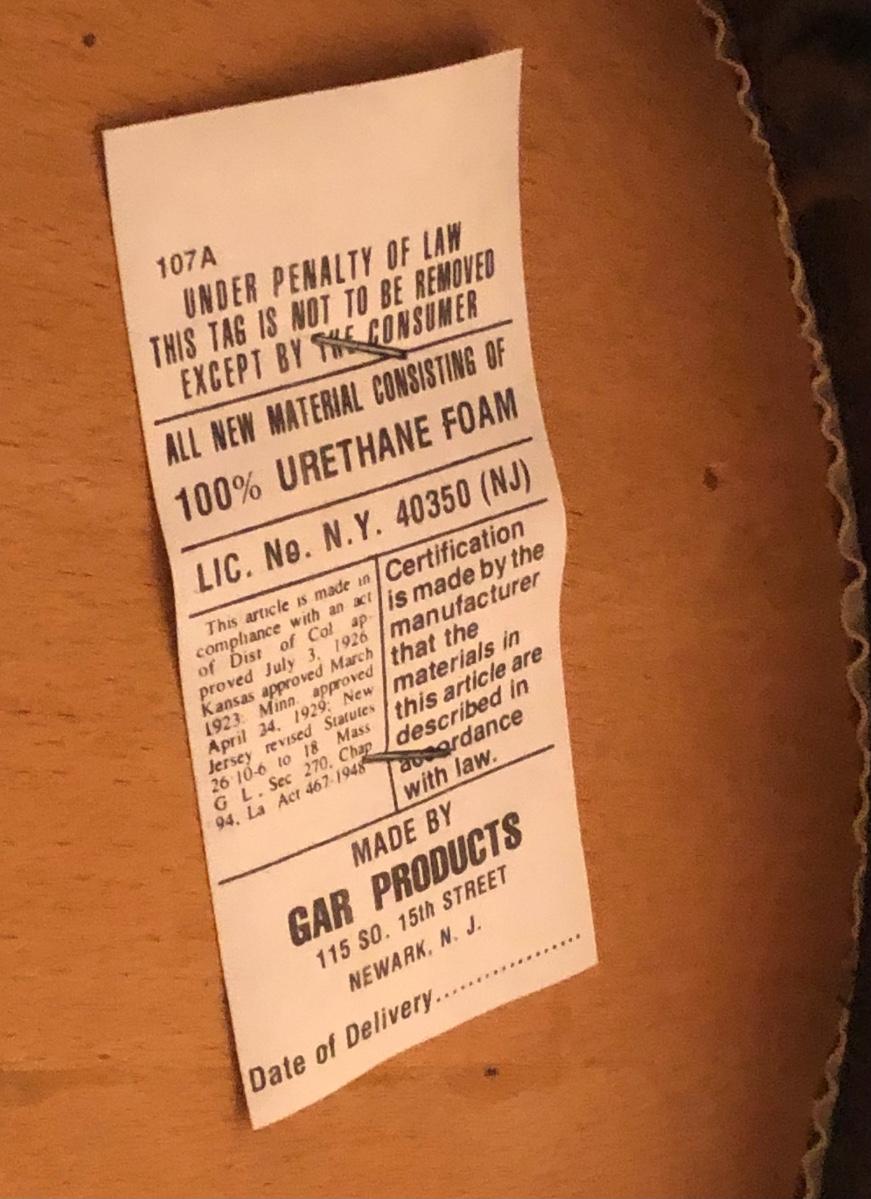 107A
UNDER PENALTY OF LAW
THIS TAG IS NOT TO BE REMOVED
EXCEPT BY THE CONSUMER
ALL NEW MATERIAL CONSISTING OF
100% URETHANE FOAM
LIC. No. N.Y. 40350 (NJ)
This article is made in
compliance with an act
of Dist of Col ap-
proved July 3, 1926
Kansas approved March
1923: Minn. approved
April 24, 1929; New
Jersey revised Statutes
26-10-6 to 18 Mass
G L. Sec 270, Chap
94, La Act 467-1948
Certification
is made by the
manufacturer
that the
materials in
this article are
described in
accordance
with law.
MADE BY
GAR PRODUCTS
115 SO. 15th STREET
NEWARK, N. J.
Date of Delivery..................